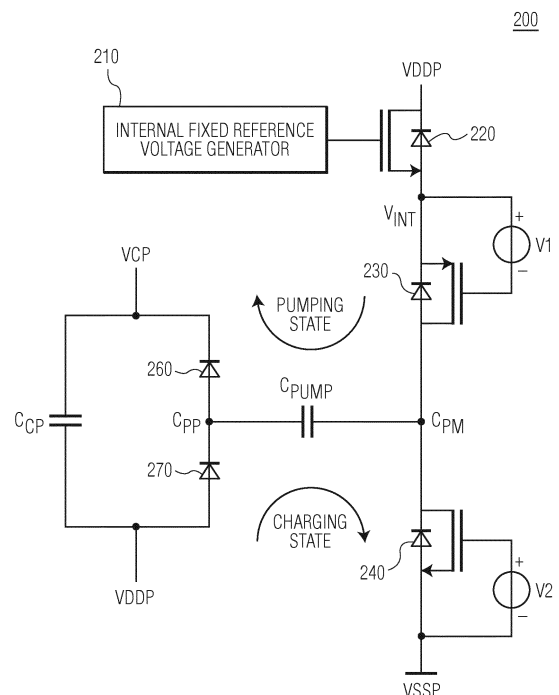 200
210
VDDP
INTERNAL FIXED REFERENCE
VOLTAGE GENERATOR
220
VINT
+
V1
–
VCP
230
PUMPING
STATE
260
CPUMP
CCP
CPP
CPM
270
CHARGING
STATE
240
+
V2
–
VDDP
VSSP